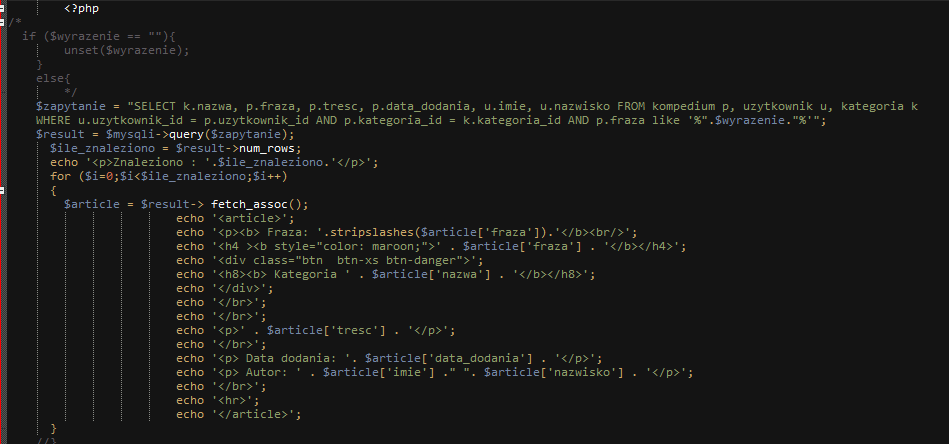 <?php
/*
if ($wyrazenie == ""){
unset($wyrazenie);
}
else{
*/
$zapytanie = "SELECT k.nazwa, p.fraza, p.tresc, p.data_dodania, u.imie, u.nazwisko FROM kompedium p, uzytkownik u, kategoria k
WHERE u.uzytkownik_id = p.uzytkownik_id AND p.kategoria_id = k.kategoria_id AND p.fraza like '%".$wyrazenie."%'";
$result = $mysqli->query($zapytanie);
$ile_znaleziono = $result->num_rows;
echo '<p>Znaleziono : '.$ile_znaleziono.'</p>';
for ($i=0;$i<$ile_znaleziono;$i++)
{
$article = $result-> fetch_assoc();
echo '<article>';
echo '<p><b> Fraza: '.stripslashes($article['fraza']).'</b><br/>';
echo '<h4 ><b style="color: maroon;">' . $article['fraza'] . '</b></h4>';
echo '<div class="btn  btn-xs btn-danger">';
echo '<h8><b> Kategoria ' . $article['nazwa'] . '</b></h8>';
echo '</div>';
echo '</br>';
echo '</br>';
echo '<p>' . $article['tresc'] . '</p>';
echo '</br>';
echo '<p> Data dodania: '. $article['data_dodania'] . '</p>';
echo '<p> Autor: ' . $article['imie'] ." ". $article['nazwisko'] . '</p>';
echo '</br>';
echo '<hr>';
echo '</article>';
}
//}